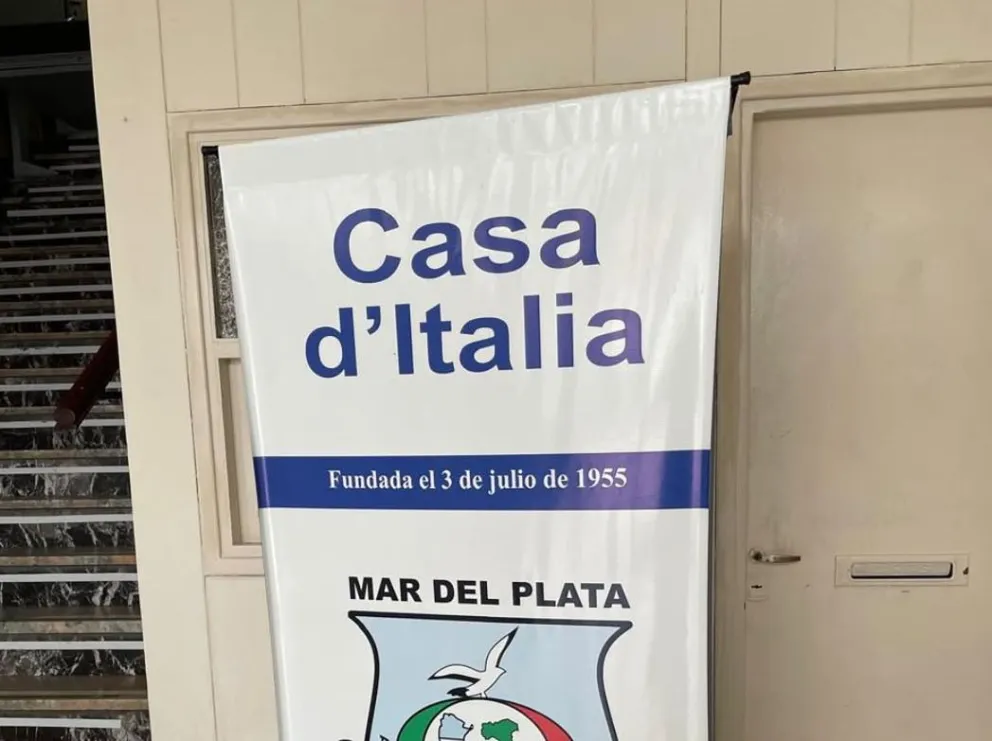 Casa
d'Italia
Fundada el 3 de julio de 1955
MAR DEL PLATA